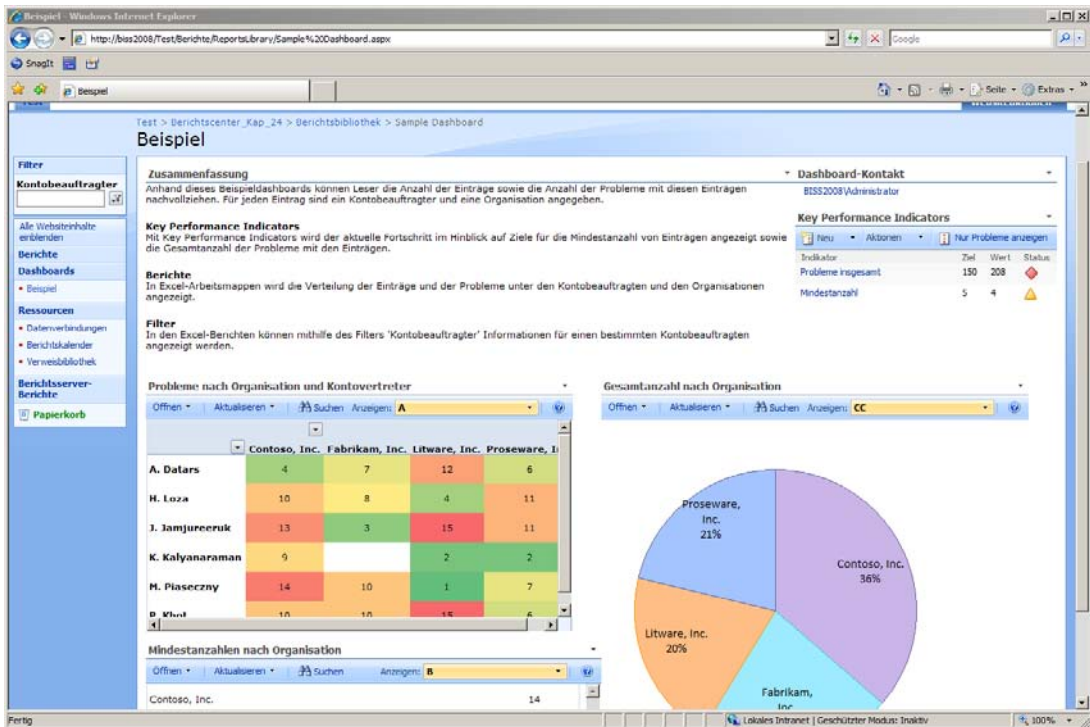 Beispiel - Windows Internet Explorer
http://biss2008/Test/Berichte/ReportsLibrary/Sample%20Dashboard.aspx
Google
SnagIt
Beispiel
Seite
Extras
Test > Berichtscenter_Kap_24 > Berichtsbibliothek > Sample Dashboard
Beispiel
Filter
Kontobeauftragter
Alle Websiteinhalte
einblenden
Berichte
Dashboards
Beispiel
Ressourcen
Datenverbindungen
Berichtskalender
Verweisbibliothek
Berichtsserver-
Berichte
Papierkorb
Zusammenfassung
Anhand dieses Beispieldashboards können Leser die Anzahl der Einträge sowie die Anzahl der Probleme mit diesen Einträgen
nachvollziehen. Für jeden Eintrag sind ein Kontobeauftragter und eine Organisation angegeben.
Key Performance Indicators
Mit Key Performance Indicators wird der aktuelle Fortschritt im Hinblick auf Ziele für die Mindestanzahl von Einträgen angezeigt sowie
die Gesamtanzahl der Probleme mit den Einträgen.
Berichte
In Excel-Arbeitsmappen wird die Verteilung der Einträge und der Probleme unter den Kontobeauftragten und den Organisationen
angezeigt.
Filter
In den Excel-Berichten können mithilfe des Filters 'Kontobeauftragter' Informationen für einen bestimmten Kontobeauftragten
angezeigt werden.
Dashboard-Kontakt
BISS2008\Administrator
Key Performance Indicators
Neu Aktionen Nur Probleme anzeigen
Indikator Ziel Wert Status
Probleme insgesamt 150 208
Mindestanzahl 5 4
Probleme nach Organisation und Kontovertreter
Öffnen Aktualisieren Suchen Anzeigen: A
Contoso, Inc. Fabrikam, Inc. Litware, Inc. Proseware, I
A. Datars 4 7 12 6
H. Loza 10 8 4 11
J. Jamjureeruk 13 3 15 11
K. Kalyanaraman 9 2 2
M. Piaseczny 14 10 1 7
P. Khot 10 10 15 6
Mindestanzahlen nach Organisation
Öffnen Aktualisieren Suchen Anzeigen: B
Contoso, Inc. 14
Gesamtanzahl nach Organisation
Öffnen Aktualisieren Suchen Anzeigen: CC
Proseware,
Inc.
21%
Contoso, Inc.
36%
Litware, Inc.
20%
Fabrikam,
Inc.
Fertig
Lokales Intranet | Geschützter Modus: Inaktiv
100%